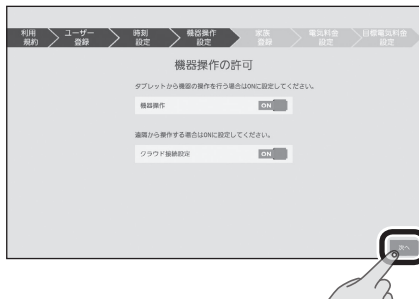 利用
規約
ユーザー
登録
時刻
設定
機器操作
設定
家族
登録
電気料金
設定
目標電気料金
設定
機器操作の許可
タブレットから機器の操作を行う場合はONに設定してください。
機器操作
ON
遠隔から操作する場合はONに設定してください。
クラウド接続設定
ON
次へ